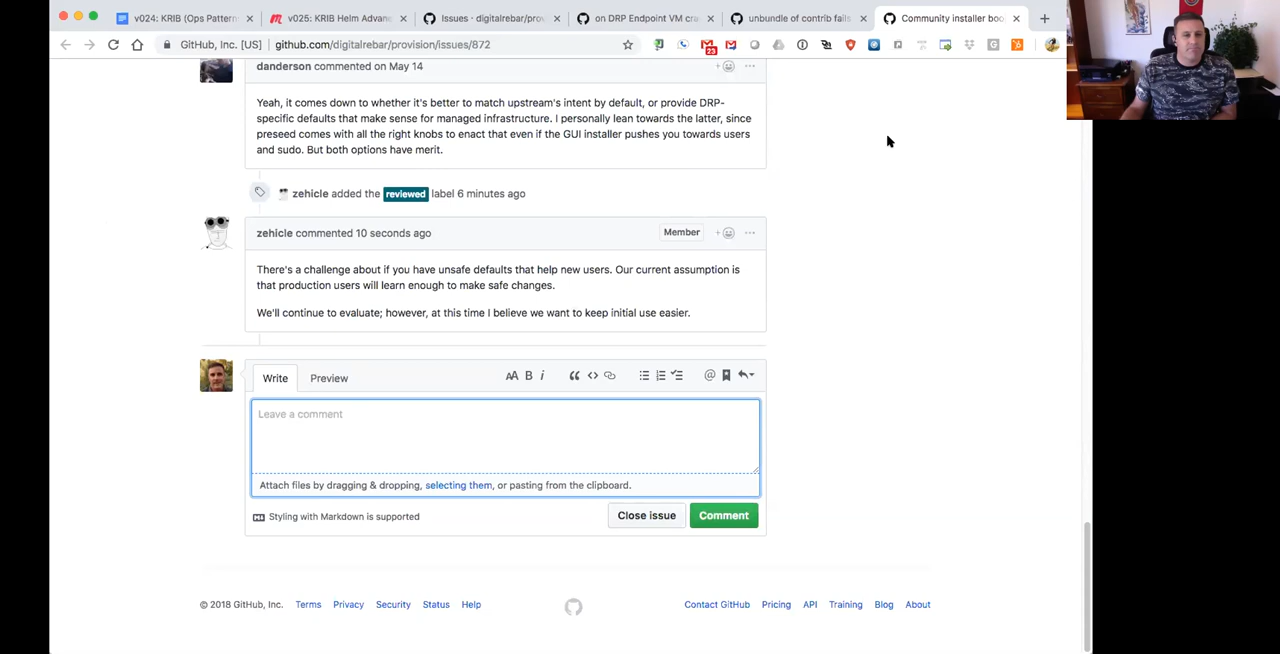 v024: KRIB (Ops Pattern
v025: KRIB Helm Advan
Issues · digitalrebar/prov
on DRP Endpoint VM cra
unbundle of contrib fails
Community installer boo
GitHub, Inc. [US] | github.com/digitalrebar/provision/issues/872
23
danderson commented on May 14
Yeah, it comes down to whether it's better to match upstream's intent by default, or provide DRP-
specific defaults that make sense for managed infrastructure. I personally lean towards the latter, since
preseed comes with all the right knobs to enact that even if the GUI installer pushes you towards users
and sudo. But both options have merit.
zehicle added the reviewed label 6 minutes ago
zehicle commented 10 seconds ago
Member
There's a challenge about if you have unsafe defaults that help new users. Our current assumption is
that production users will learn enough to make safe changes.
We'll continue to evaluate; however, at this time I believe we want to keep initial use easier.
Write
Preview
Leave a comment
Attach files by dragging & dropping, selecting them, or pasting from the clipboard.
Styling with Markdown is supported
Close issue
Comment
© 2018 GitHub, Inc.
Terms
Privacy
Security
Status
Help
Contact GitHub
Pricing
API
Training
Blog
About